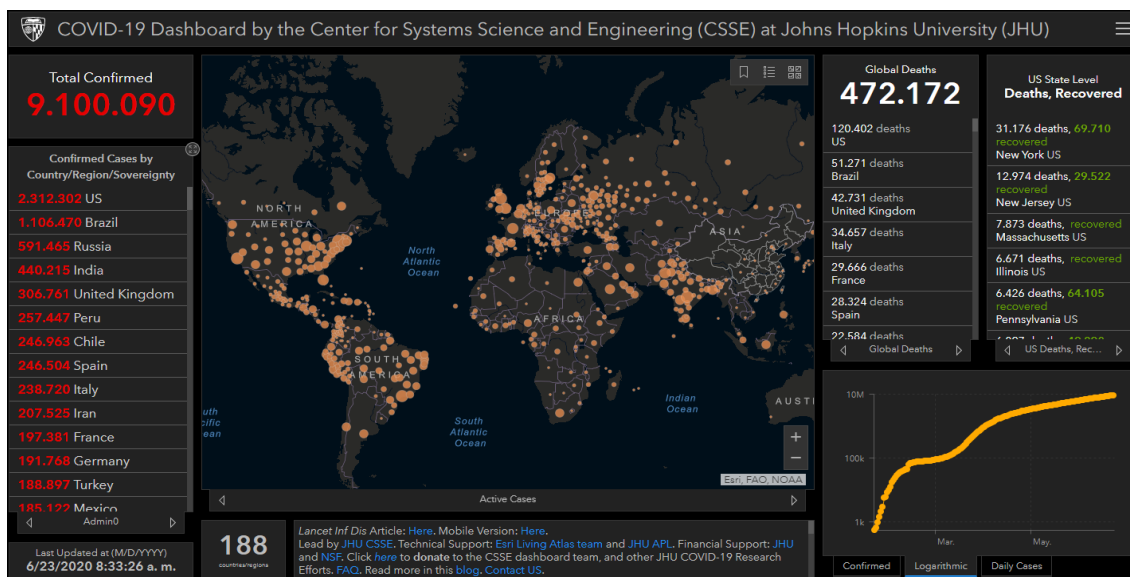 COVID-19 Dashboard by the Center for Systems Science and Engineering (CSSE) at Johns Hopkins University (JHU)
Total Confirmed
9.100.090
Confirmed Cases by
Country/Region/Sovereignty
2.312.302 US
1.106.470 Brazil
591.465 Russia
440.215 India
306.761 United Kingdom
257.447 Peru
246.963 Chile
246.504 Spain
238.720 Italy
207.525 Iran
197.381 France
191.768 Germany
188.897 Turkey
185.122 Mexico
Admin0
Last Updated at (M/D/YYYY)
6/23/2020 8:33:26 a. m.
NORTH
AMERICA
North
Atlantic
Ocean
EUROPE
ASIA
AFRICA
SOUTH
AMERICA
uth
cific
ean
South
Atlantic
Ocean
Indian
Ocean
AUST
+
−
Esri, FAO, NOAA
Active Cases
188
countries/regions
Lancet Inf Dis Article: Here. Mobile Version: Here.
Lead by JHU CSSE. Technical Support: Esri Living Atlas team and JHU APL. Financial Support: JHU
and NSF. Click here to donate to the CSSE dashboard team, and other JHU COVID-19 Research
Efforts. FAQ. Read more in this blog. Contact US.
Global Deaths
472.172
120.402 deaths
US
51.271 deaths
Brazil
42.731 deaths
United Kingdom
34.657 deaths
Italy
29.666 deaths
France
28.324 deaths
Spain
22.584 deaths
Global Deaths
US State Level
Deaths, Recovered
31.176 deaths, 69.710
recovered
New York US
12.974 deaths, 29.522
recovered
New Jersey US
7.873 deaths, recovered
Massachusetts US
6.671 deaths, recovered
Illinois US
6.426 deaths, 64.105
recovered
Pennsylvania US
US Deaths, Rec...
10M
100k
1k
Mar.
May.
Confirmed
Logarithmic
Daily Cases